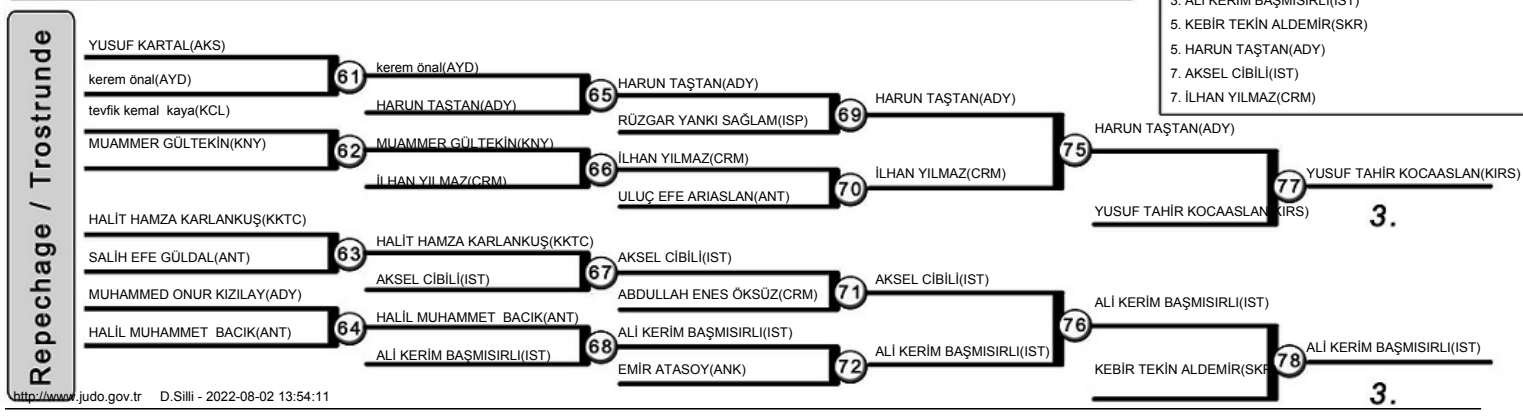 3. ALİ KERİM BAŞMISIRLI(IST)
5. KEBİR TEKİN ALDEMİR(SKR)
5. HARUN TAŞTAN(ADY)
7. AKSEL CİBİLİ(IST)
7. İLHAN YILMAZ(CRM)
Repechage / Trostrunde
YUSUF KARTAL(AKS)
kerem önal(AYD)
tevfik kemal  kaya(KCL)
MUAMMER GÜLTEKİN(KNY)
HALİT HAMZA KARLANKUŞ(KKTC)
SALİH EFE GÜLDAL(ANT)
MUHAMMED ONUR KIZILAY(ADY)
HALİL MUHAMMET  BACIK(ANT)
61
62
63
64
kerem önal(AYD)
HARUN TAŞTAN(ADY)
MUAMMER GÜLTEKİN(KNY)
İLHAN YILMAZ(CRM)
HALİT HAMZA KARLANKUŞ(KKTC)
AKSEL CİBİLİ(IST)
HALİL MUHAMMET  BACIK(ANT)
ALİ KERİM BAŞMISIRLI(IST)
65
66
67
68
HARUN TAŞTAN(ADY)
RÜZGAR YANKI SAĞLAM(ISP)
İLHAN YILMAZ(CRM)
ULUÇ EFE ARIASLAN(ANT)
AKSEL CİBİLİ(IST)
ABDULLAH ENES ÖKSÜZ(CRM)
ALİ KERİM BAŞMISIRLI(IST)
EMİR ATASOY(ANK)
69
70
71
72
HARUN TAŞTAN(ADY)
İLHAN YILMAZ(CRM)
AKSEL CİBİLİ(IST)
ALİ KERİM BAŞMISIRLI(IST)
75
76
HARUN TAŞTAN(ADY)
YUSUF TAHİR KOCAASLAN(KIRS)
ALİ KERİM BAŞMISIRLI(IST)
KEBİR TEKİN ALDEMİR(SKR
77
78
YUSUF TAHİR KOCAASLAN(KIRS)
3.
ALİ KERİM BAŞMISIRLI(IST)
3.
http://www.judo.gov.tr    D.Silli - 2022-08-02 13:54:11